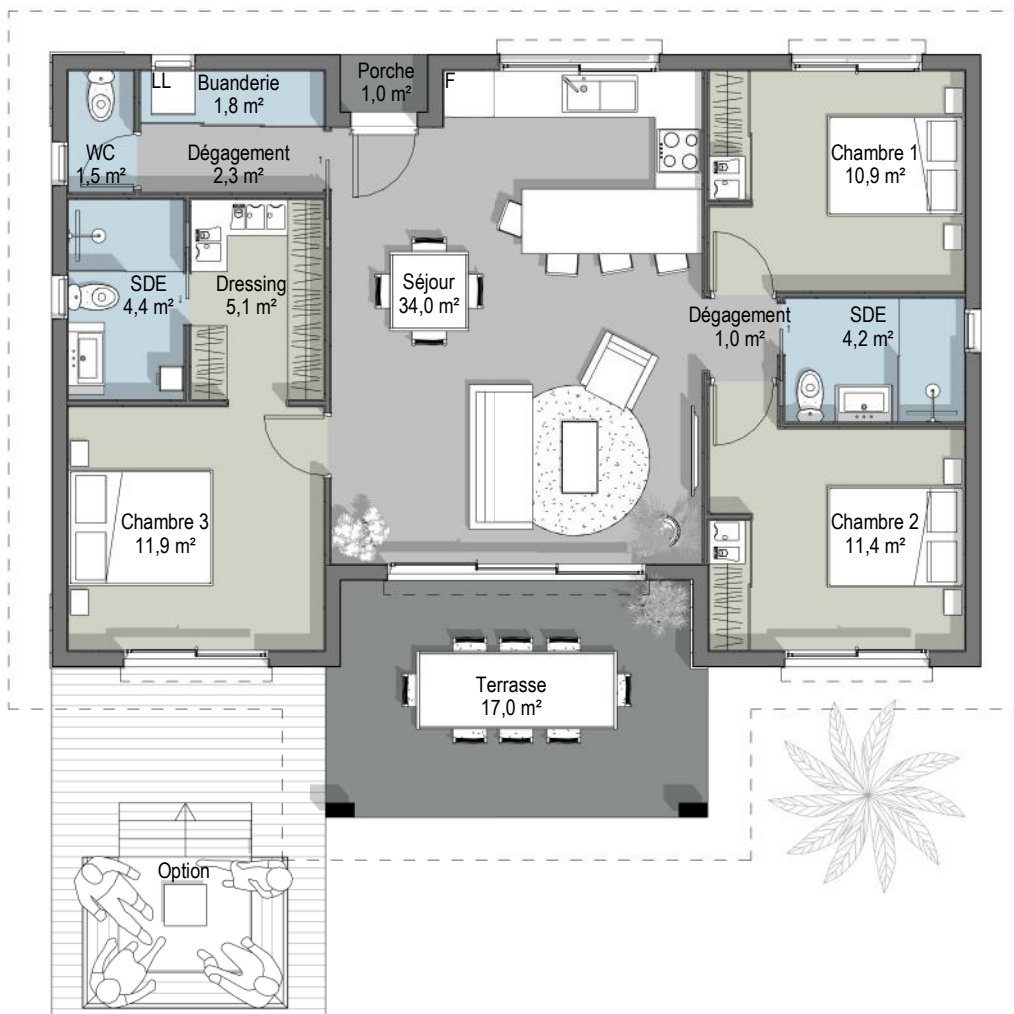 LL
Buanderie
1,8 m²
Porche
1,0 m²
F
WC
1,5 m²
Dégagement
2,3 m²
Chambre 1
10,9 m²
SDE
4,4 m²
Dressing
5,1 m²
Séjour
34,0 m²
Dégagement
1,0 m²
SDE
4,2 m²
Chambre 3
11,9 m²
Chambre 2
11,4 m²
Terrasse
17,0 m²
Option